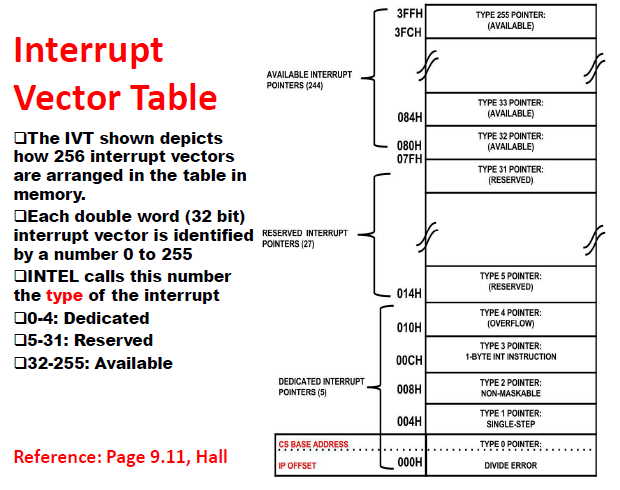 Interrupt
Vector Table
❑The IVT shown depicts
how 256 interrupt vectors
are arranged in the table in
memory.
❑Each double word (32 bit)
interrupt vector is identified
by a number 0 to 255
❑INTEL calls this number
the type of the interrupt
❑0-4: Dedicated
❑5-31: Reserved
❑32-255: Available
Reference: Page 9.11, Hall
3FFH
TYPE 255 POINTER:
(AVAILABLE)
3FCH
AVAILABLE INTERRUPT
POINTERS (244)
TYPE 33 POINTER:
(AVAILABLE)
084H
TYPE 32 POINTER:
(AVAILABLE)
080H
07FH
TYPE 31 POINTER:
(RESERVED)
RESERVED INTERRUPT
POINTERS (27)
TYPE 5 POINTER:
(RESERVED)
014H
TYPE 4 POINTER:
(OVERFLOW)
010H
TYPE 3 POINTER:
1-BYTE INT INSTRUCTION
00CH
DEDICATED INTERRUPT
POINTERS (5)
TYPE 2 POINTER:
NON-MASKABLE
008H
TYPE 1 POINTER:
SINGLE-STEP
004H
CS BASE ADDRESS
TYPE 0 POINTER:
IP OFFSET
000H
DIVIDE ERROR